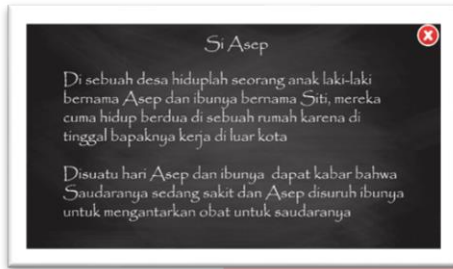 Si Asep
Di sebuah desa hiduplah seorang anak laki-laki
bernama Asep dan ibunya bernama Siti, mereka
cuma hidup berdua di sebuah rumah karena di
tinggal bapaknya kerja di luar kota
Disuatu hari Asep dan ibunya dapat kabar bahwa
Saudaranya sedang sakit dan Asep disuruh ibunya
untuk mengantarkan obat untuk saudaranya